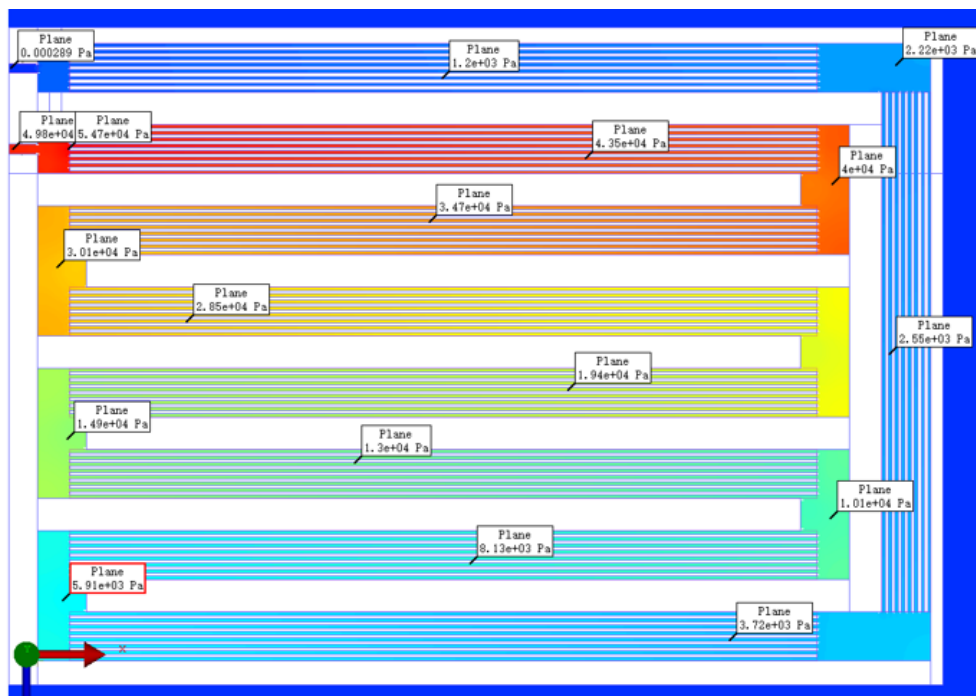 Plane
0.000289 Pa
Plane
1.2e+03 Pa
Plane
2.22e+03 Pa
Plane
4.98e+04
Plane
5.47e+04 Pa
Plane
4.35e+04 Pa
Plane
4e+04 Pa
Plane
3.47e+04 Pa
Plane
3.01e+04 Pa
Plane
2.85e+04 Pa
Plane
2.55e+03 Pa
Plane
1.94e+04 Pa
Plane
1.49e+04 Pa
Plane
1.3e+04 Pa
Plane
1.01e+04 Pa
Plane
8.13e+03 Pa
Plane
5.91e+03 Pa
Plane
3.72e+03 Pa
X